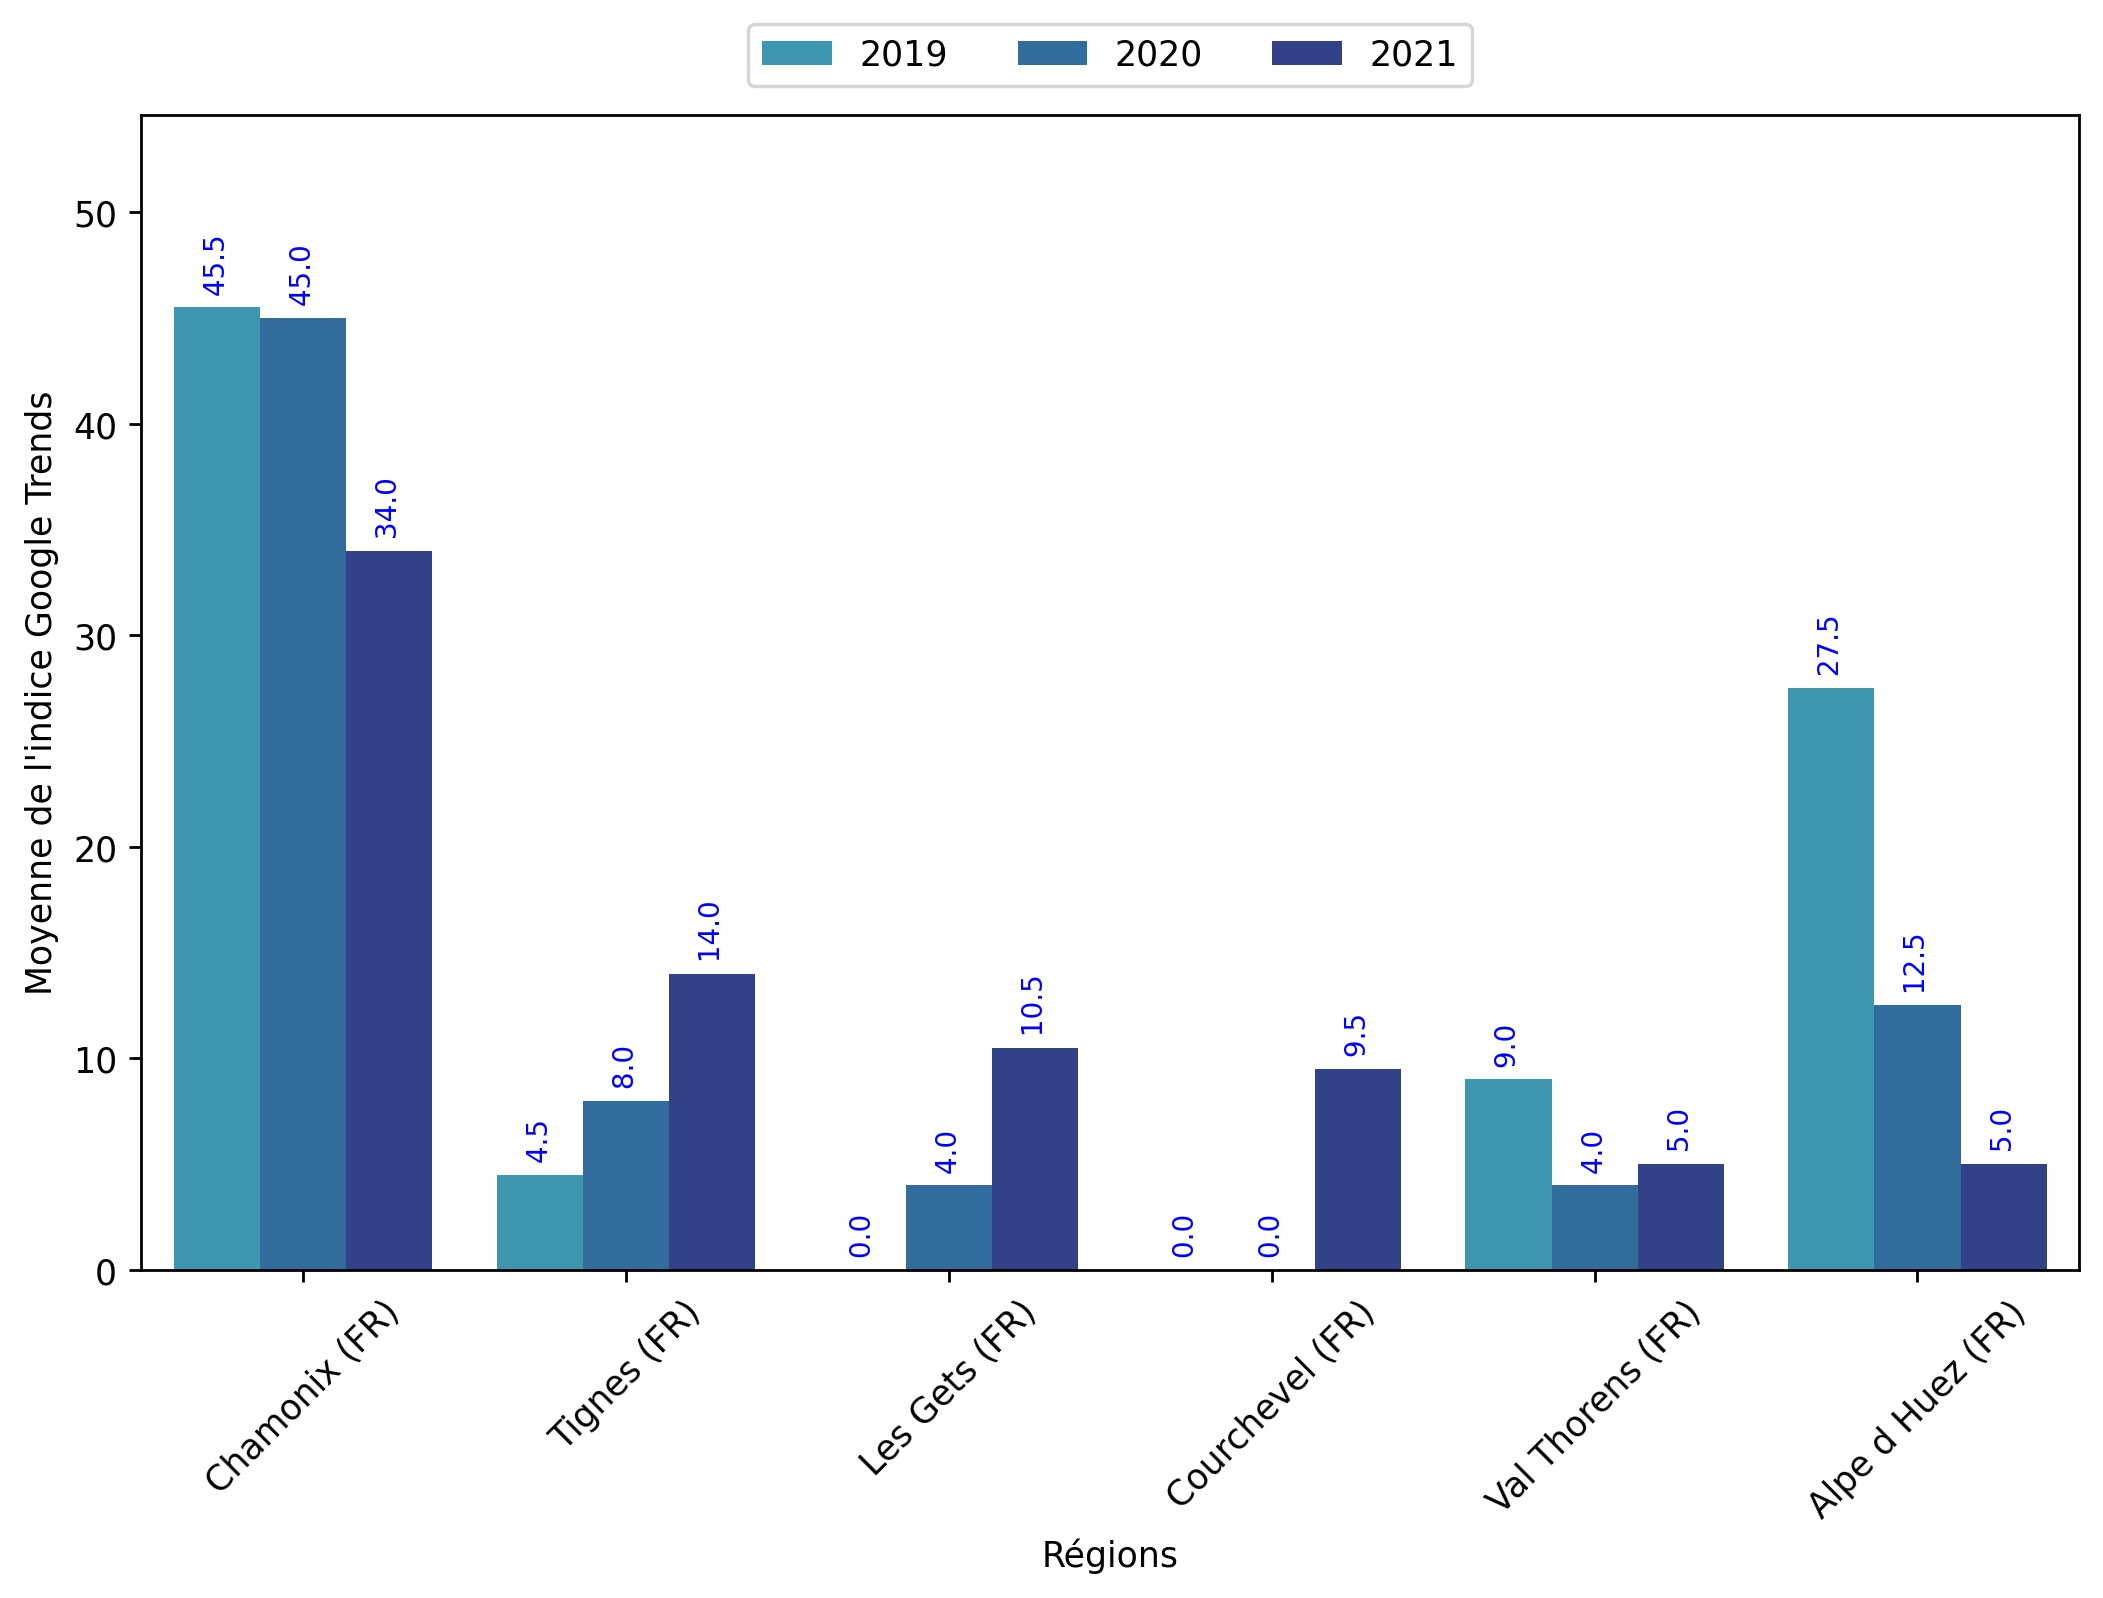 2019 2020 2021
Moyenne de l'indice Google Trends
50
40
30
20
10
0
45.5 45.0 34.0
4.5 8.0 14.0
0.0 4.0 10.5
0.0 0.0 9.5
9.0 4.0 5.0
27.5 12.5 5.0
Chamonix (FR)
Tignes (FR)
Les Gets (FR)
Courchevel (FR)
Val Thorens (FR)
Alpe d Huez (FR)
Régions